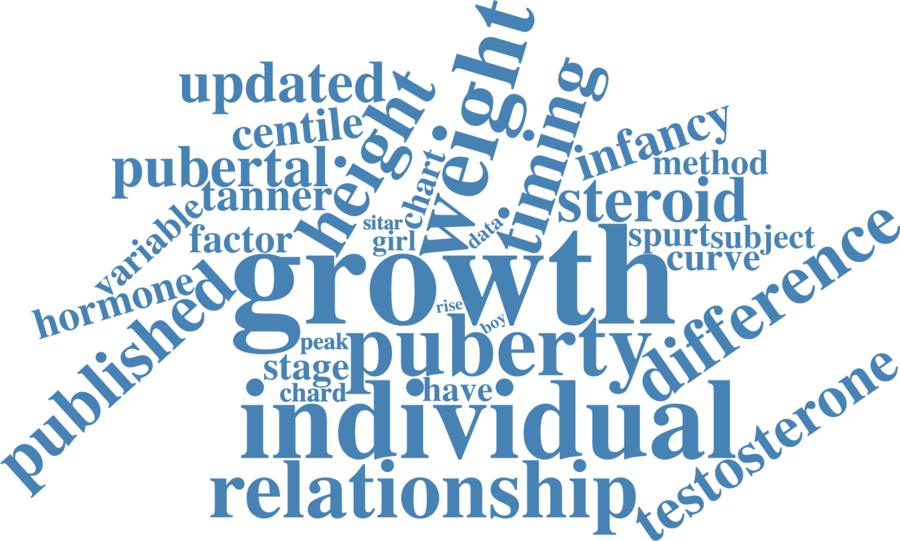 weight
timing
updated
height
centile
infancy
pubertal
method
chart
tanner
steroid
variable
sitar
data
factor
girl
spurt
subject
curve
growth
difference
hormone
published
rise
boy
peak
puberty
stage
chard
have
individual
testosterone
relationship